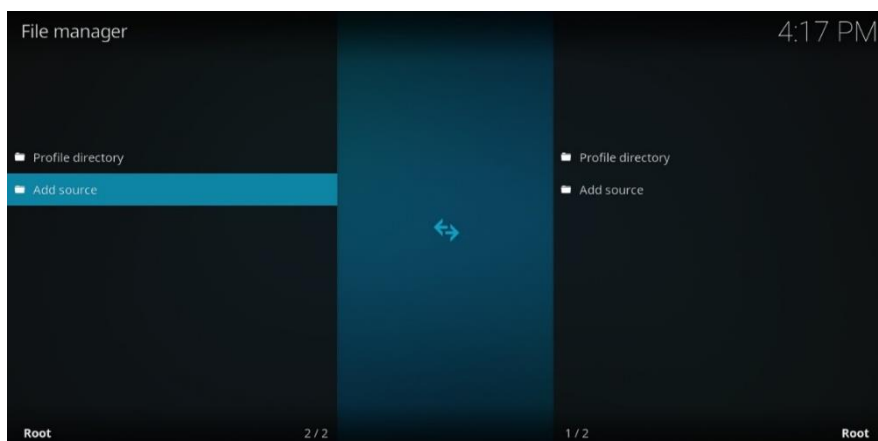 File manager
4:17 PM
Profile directory
Add source
Profile directory
Add source
Root
2 / 2
1 / 2
Root